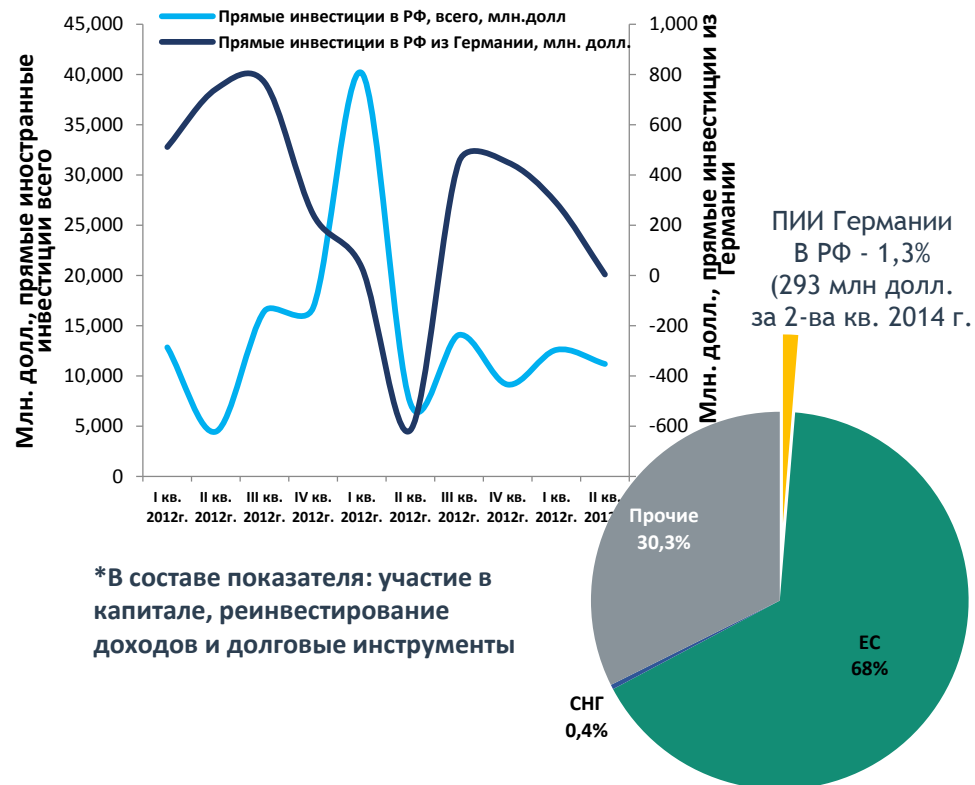 Прямые инвестиции в РФ, всего, млн.долл
Прямые инвестиции в РФ из Германии, млн. долл.
Млн. долл., прямые иностранные
инвестиции всего
45,000
40,000
35,000
30,000
25,000
20,000
15,000
10,000
5,000
0
1,000
800
600
400
200
0
-200
-400
-600
Млн. долл., прямые инвестиции из
Германии
I кв. II кв. III кв. IV кв. I кв. II кв. III кв. IV кв. I кв. II кв.
2012г. 2012г. 2012г. 2012г. 2012г. 2012г. 2012г. 2012г. 2012г.
ПИИ Германии
В РФ - 1,3%
(293 млн долл.
за 2-ва кв. 2014 г.
Прочие
30,3%
ЕС
68%
СНГ
0,4%
*В составе показателя: участие в
капитале, реинвестирование
доходов и долговые инструменты